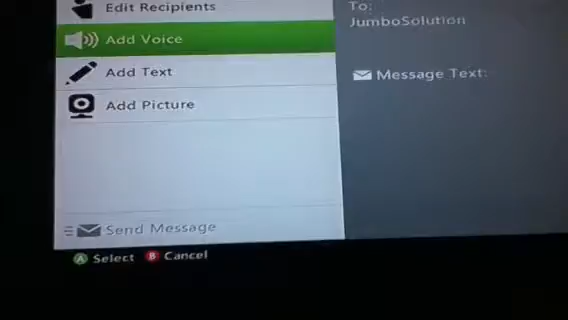 Edit Recipients
Add Voice
Add Text
Add Picture
Send Message
A Select B Cancel
To:
JumboSolution
Message Text: